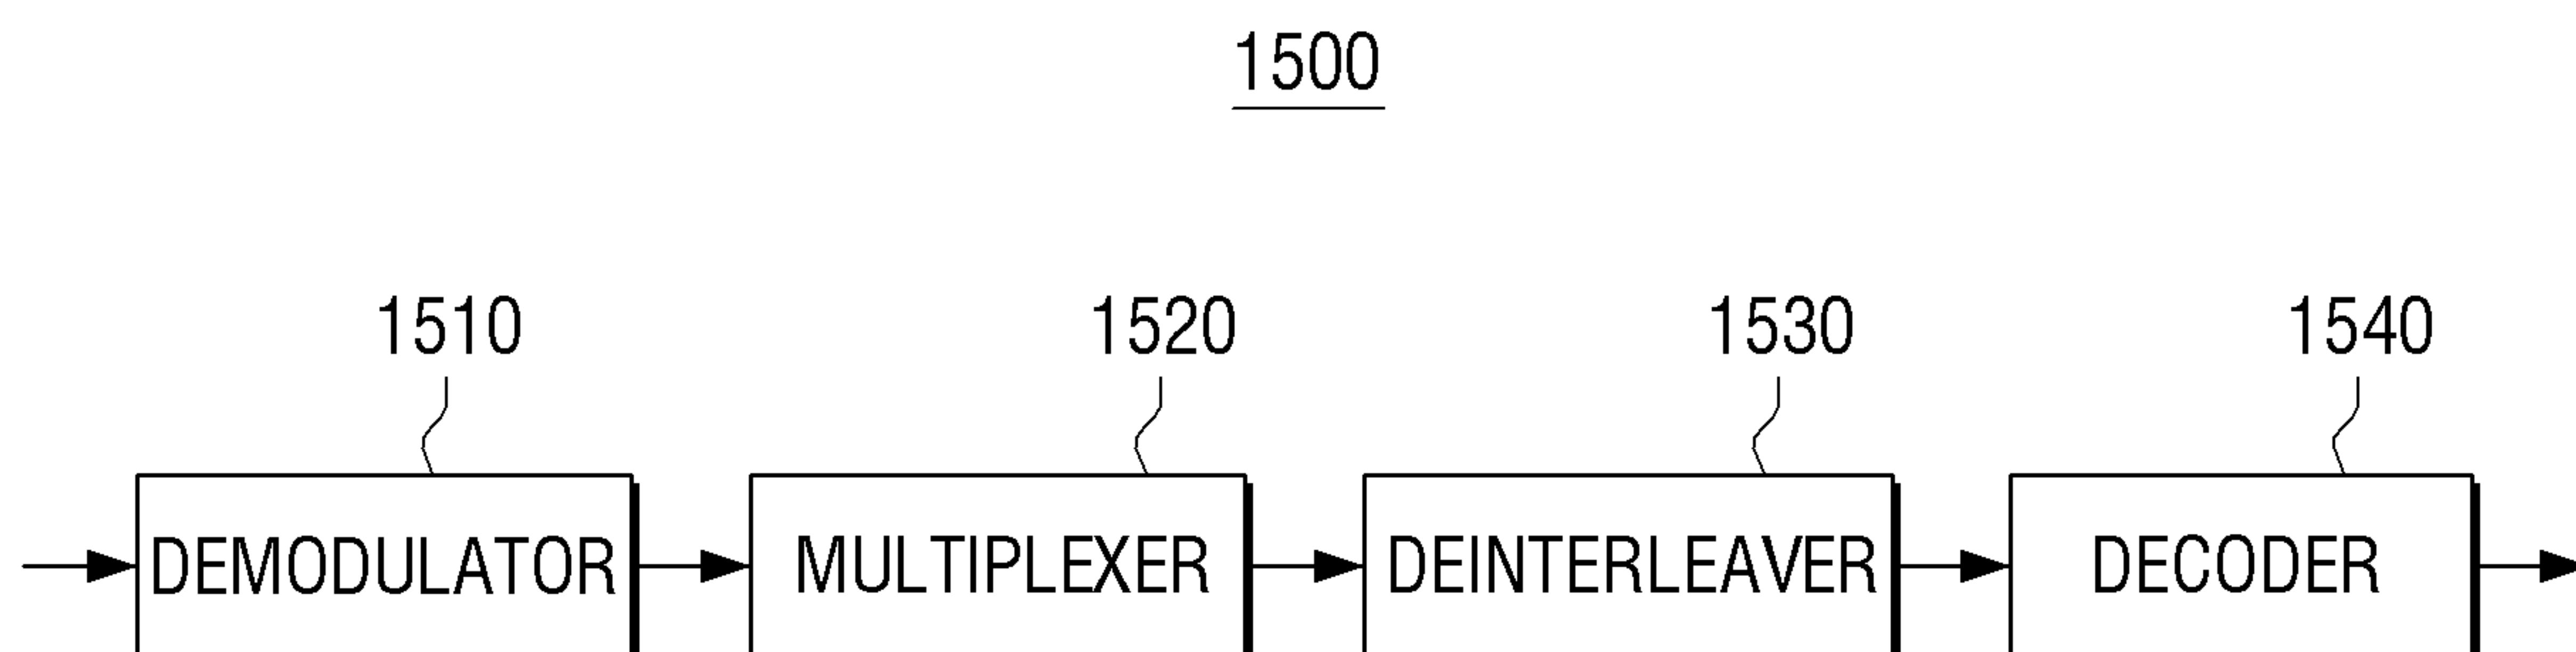 1500
1510 1520 1530 1540
DEMODULATOR MULTIPLEXER DEINTERLEAVER DECODER